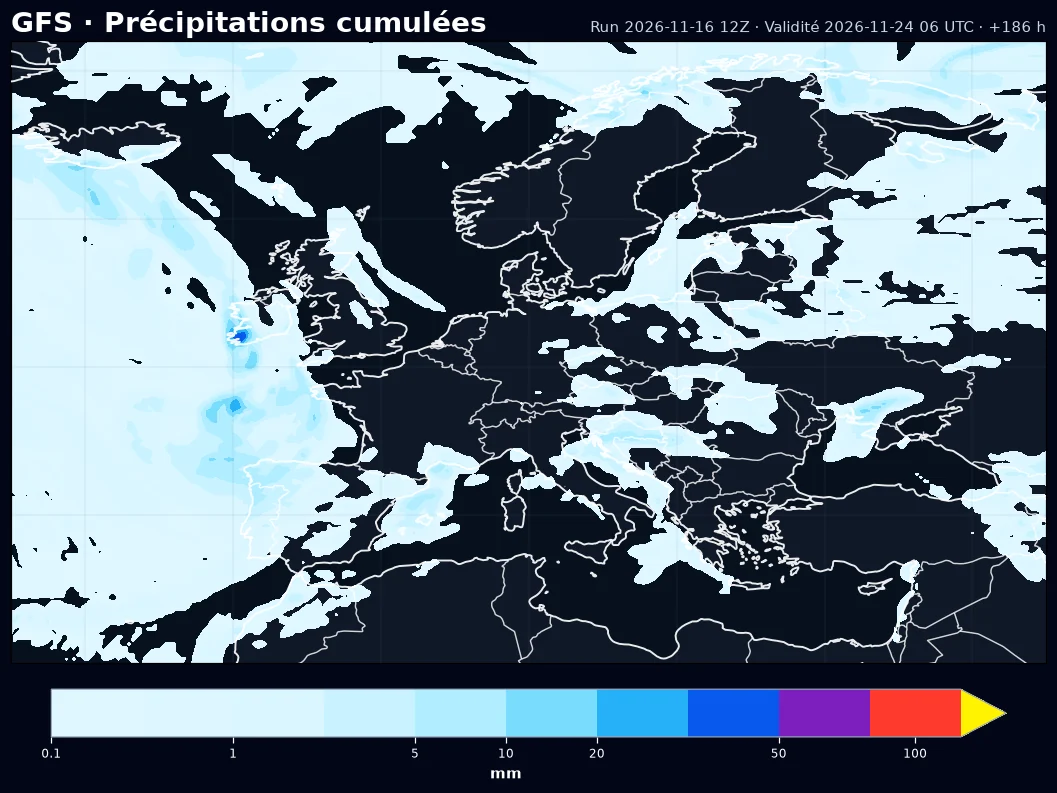 GFS · Précipitations cumulées
Run 2026-11-16 12Z · Validité 2026-11-24 06 UTC · +186 h
0.1 1 5 10 20 50 100
mm